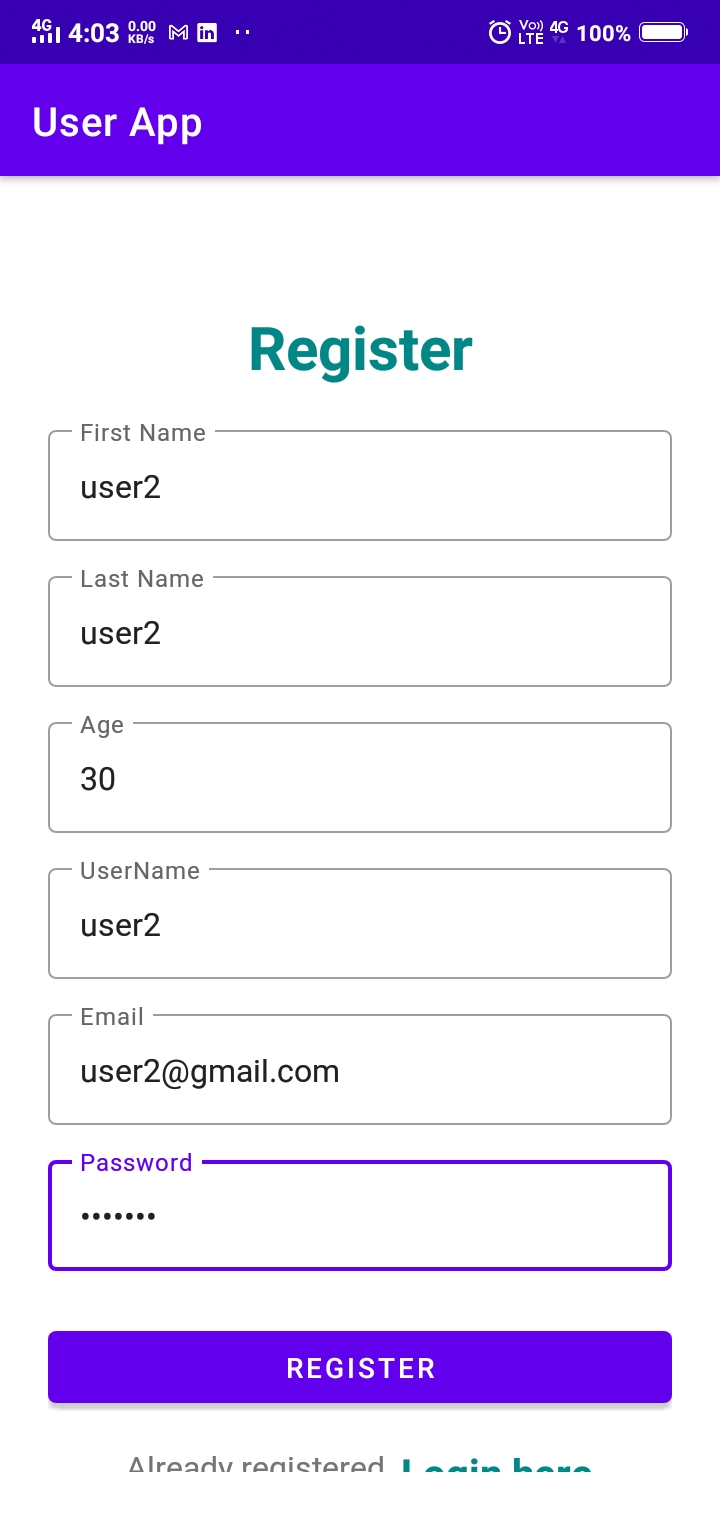 4G 4:03 0.00 KB/s M in Vo)) LTE 4G 100%
User App
Register
First Name
user2
Last Name
user2
Age
30
UserName
user2
Email
user2@gmail.com
Password
•••••••
REGISTER
Already registered Login here